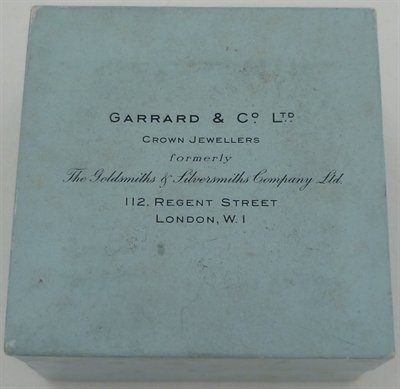 GARRARD & CO. LTD.
CROWN JEWELLERS
formerly
The Goldsmiths & Silversmiths Company Ltd.
112, REGENT STREET
LONDON, W.1